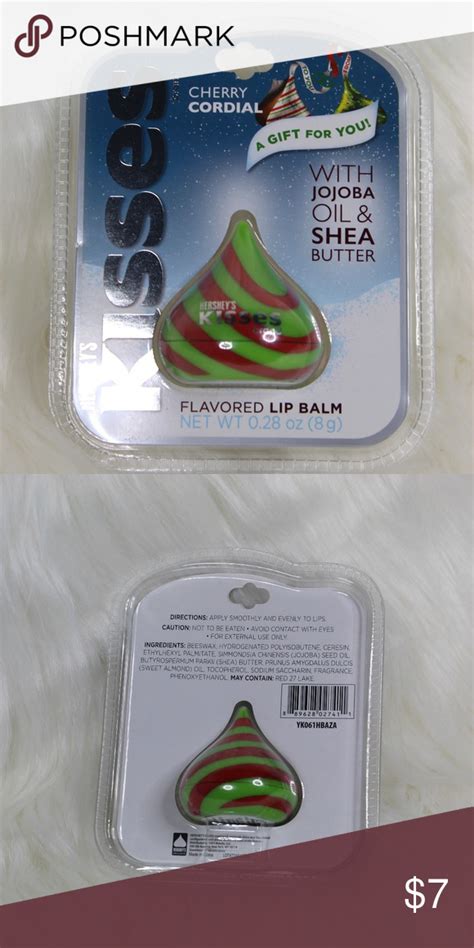 POSHMARK
CHERRY
CORDIAL
A GIFT FOR YOU!
WITH
JOJOBA
OIL &
SHEA
BUTTER
Kisses
HERSHEY'S
Kisses
FLAVORED LIP BALM
NET WT 0.28 oz (8 g)
DIRECTIONS: APPLY SMOOTHLY AND EVENLY TO LIPS.
CAUTION: NOT TO BE EATEN • AVOID CONTACT WITH EYES
• FOR EXTERNAL USE ONLY.
INGREDIENTS: BEESWAX, HYDROGENATED POLYISOBUTENE, CERESIN,
ETHYLHEXYL PALMITATE, SIMMONDSIA CHINENSIS (JOJOBA) SEED OIL,
BUTYROSPERMUM PARKII (SHEA) BUTTER, PRUNUS AMYGDALUS DULCIS
(SWEET ALMOND) OIL, TOCOPHEROL, SODIUM SACCHARIN, FRAGRANCE,
PHENOXYETHANOL. MAY CONTAIN: RED 27 LAKE.
8 89628 02741 1
YK061HBAZA
$7